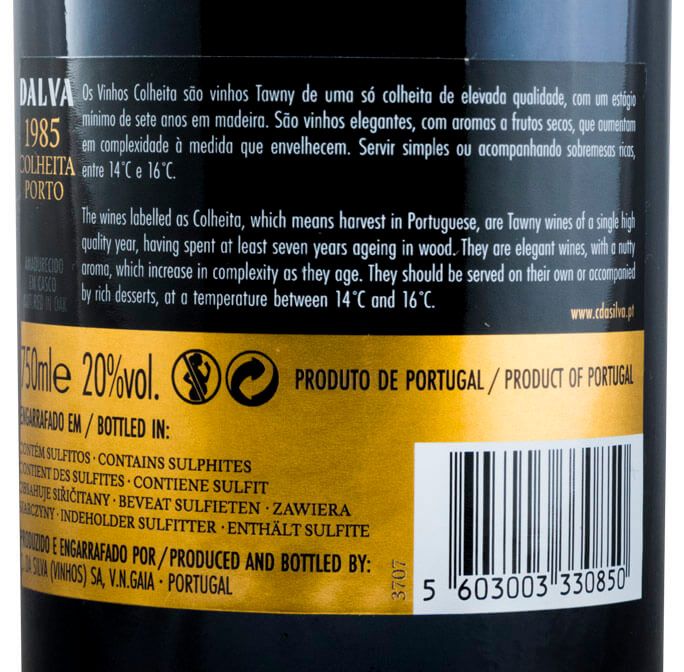 DALVA
1985
COLHEITA
PORTO
AMADURECIDO
EM CASCO
MATURED IN OAK
Os Vinhos Colheita são vinhos Tawny de uma só colheita de elevada qualidade, com um estágio
mínimo de sete anos em madeira. São vinhos elegantes, com aromas a frutos secos, que aumentam
em complexidade à medida que envelhecem. Servir simples ou acompanhando sobremesas ricas,
entre 14°C e 16°C.
The wines labelled as Colheita, which means harvest in Portuguese, are Tawny wines of a single high
quality year, having spent at least seven years ageing in wood. They are elegant wines, with a nutty
aroma, which increase in complexity as they age. They should be served on their own or accompanied
by rich desserts, at a temperature between 14°C and 16°C.
www.cdasilva.pt
750ml e 20%vol.
PRODUTO DE PORTUGAL / PRODUCT OF PORTUGAL
ENGARRAFADO EM / BOTTLED IN:
CONTÉM SULFITOS · CONTAINS SULPHITES
CONTIENT DES SULFITES · CONTIENE SULFIT
OBSAHUJE SIŘIČITANY · BEVEAT SULFIETEN · ZAWIERA
SIARCZYNY · INDEHOLDER SULFITTER · ENTHÄLT SULFITE
PRODUZIDO E ENGARRAFADO POR / PRODUCED AND BOTTLED BY:
DA SILVA (VINHOS) SA, V.N.GAIA · PORTUGAL
3707
5 603003 330850